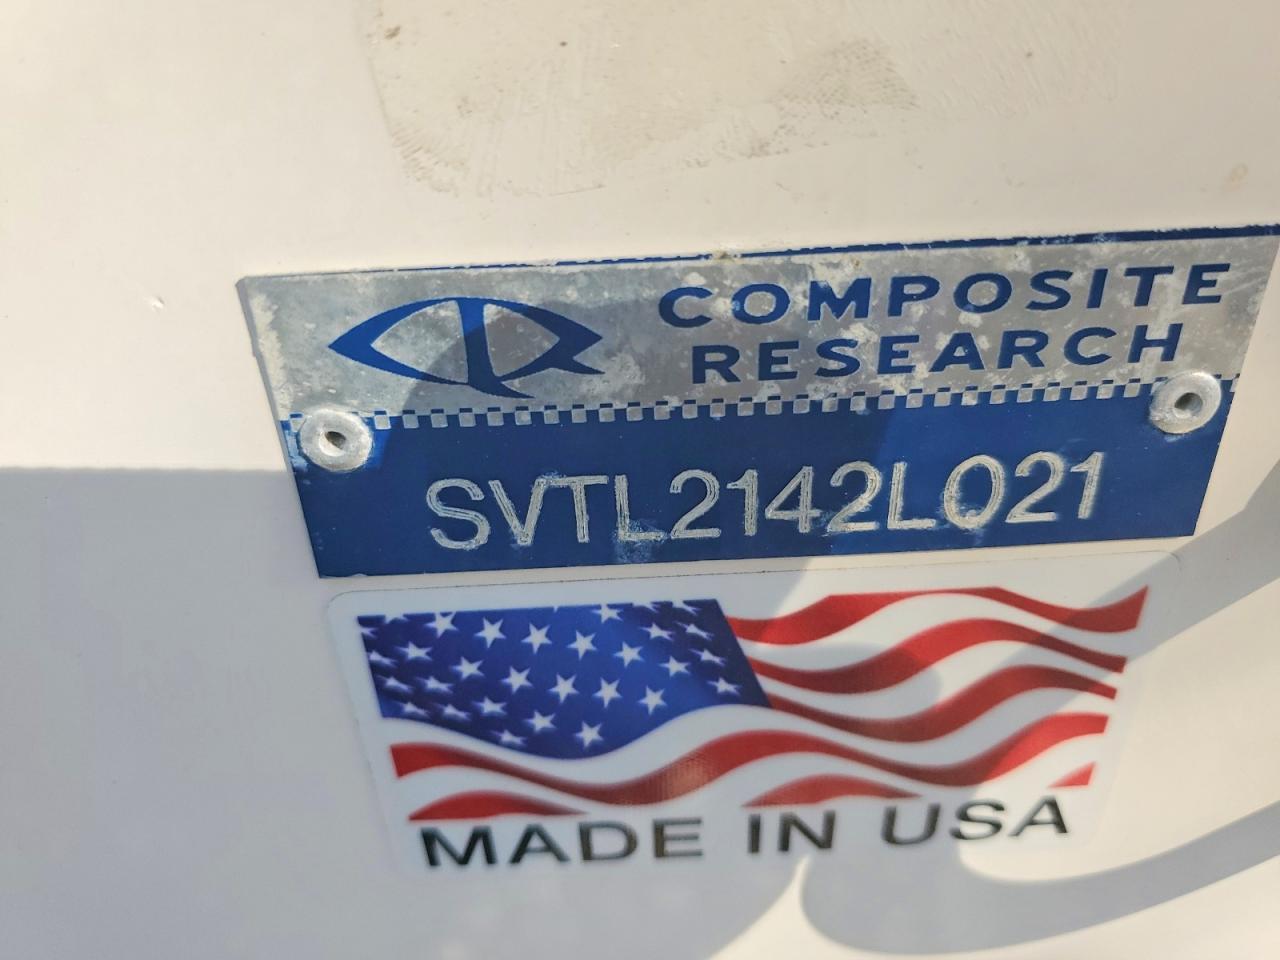 COMPOSITE
RESEARCH
SVTL2142L021
MADE IN USA